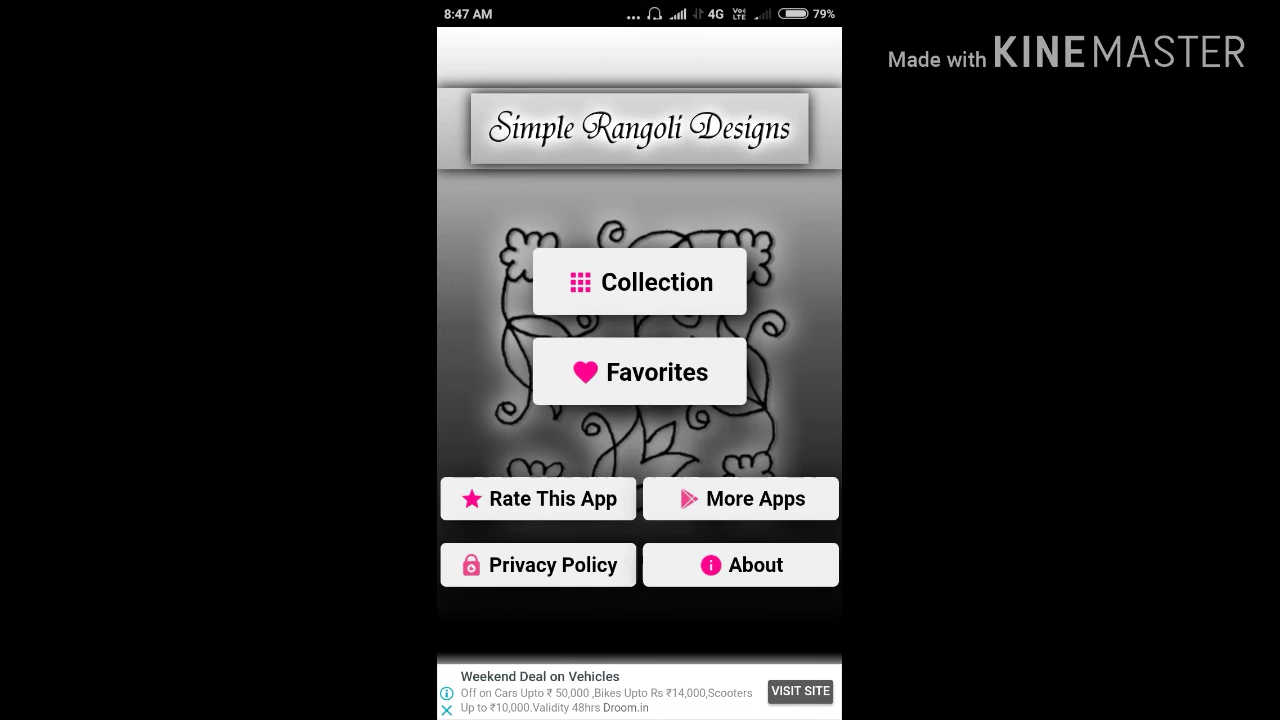 8:47 AM
4G
Vo
LTE
79%
Made with KINEMASTER
Simple Rangoli Designs
Collection
Favorites
Rate This App
More Apps
Privacy Policy
About
Weekend Deal on Vehicles
Off on Cars Upto ₹ 50,000 ,Bikes Upto Rs ₹14,000,Scooters
Up to ₹10,000.Validity 48hrs Droom.in
VISIT SITE